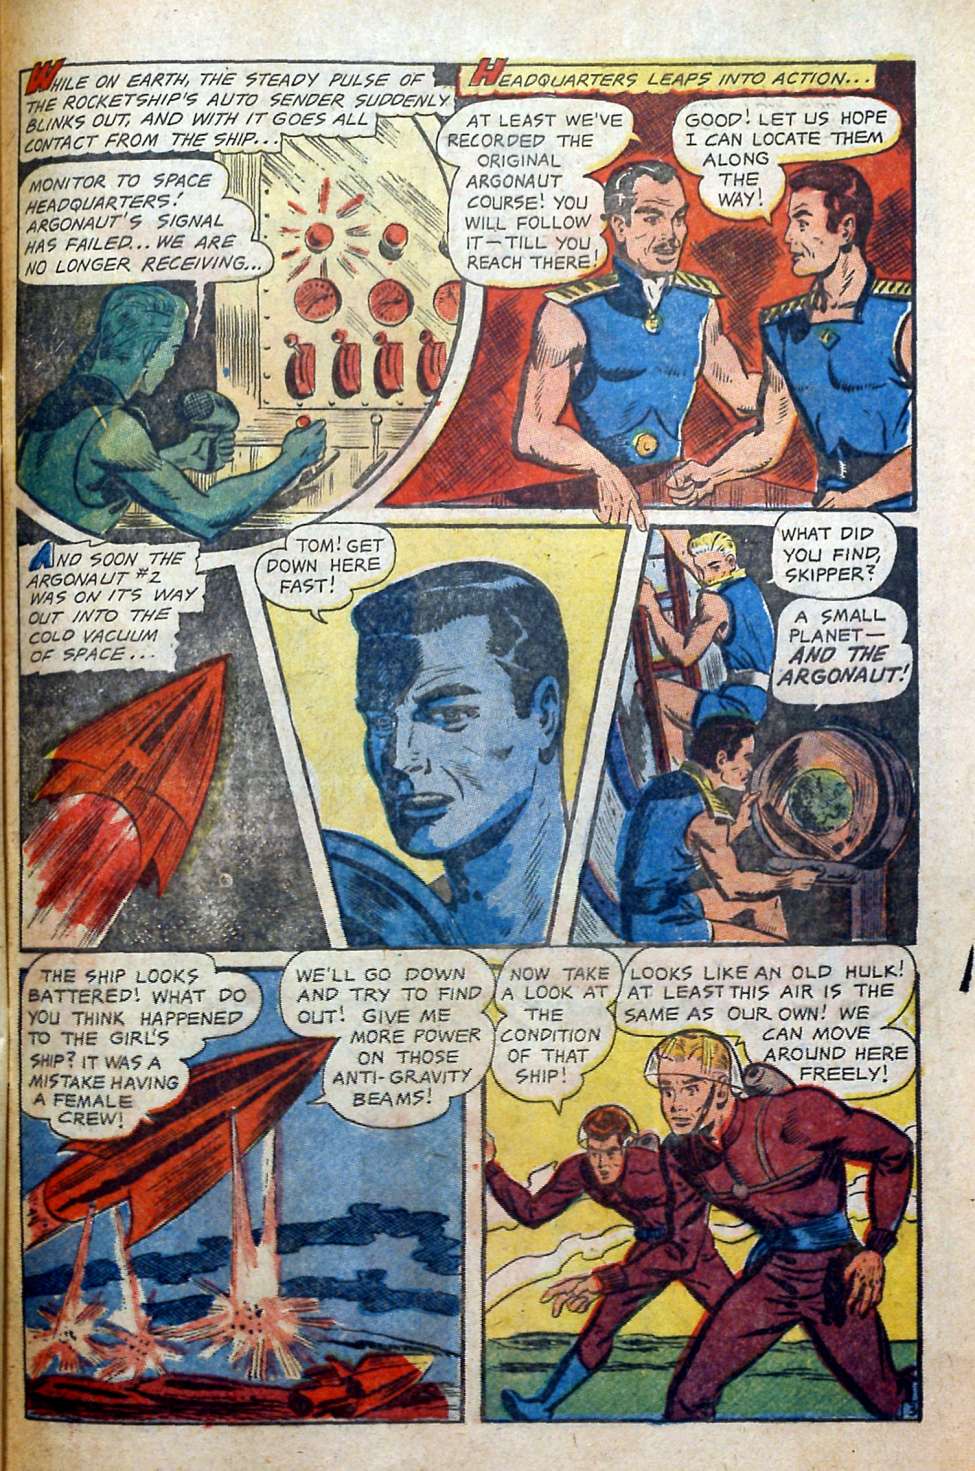 WHILE ON EARTH, THE STEADY PULSE OF
THE ROCKETSHIP'S AUTO SENDER SUDDENLY
BLINKS OUT, AND WITH IT GOES ALL
CONTACT FROM THE SHIP...
MONITOR TO SPACE
HEADQUARTERS!
ARGONAUT'S SIGNAL
HAS FAILED... WE ARE
NO LONGER RECEIVING...
HEADQUARTERS LEAPS INTO ACTION...
AT LEAST WE'VE
RECORDED THE
ORIGINAL
ARGONAUT
COURSE! YOU
WILL FOLLOW
IT—TILL YOU
REACH THERE!
GOOD! LET US HOPE
I CAN LOCATE THEM
ALONG
THE
WAY!
AND SOON THE
ARGONAUT #2
WAS ON ITS WAY
OUT INTO THE
COLD VACUUM
OF SPACE...
TOM! GET
DOWN HERE
FAST!
WHAT DID
YOU FIND,
SKIPPER?
A SMALL
PLANET—
AND THE
ARGONAUT!
THE SHIP LOOKS
BATTERED! WHAT DO
YOU THINK HAPPENED
TO THE GIRL'S
SHIP? IT WAS A
MISTAKE HAVING
A FEMALE
CREW!
WE'LL GO DOWN
AND TRY TO FIND
OUT! GIVE ME
MORE POWER
ON THOSE
ANTI-GRAVITY
BEAMS!
NOW TAKE
A LOOK AT
THE
CONDITION
OF THAT
SHIP!
LOOKS LIKE AN OLD HULK!
AT LEAST THIS AIR IS THE
SAME AS OUR OWN! WE
CAN MOVE
AROUND HERE
FREELY!
3